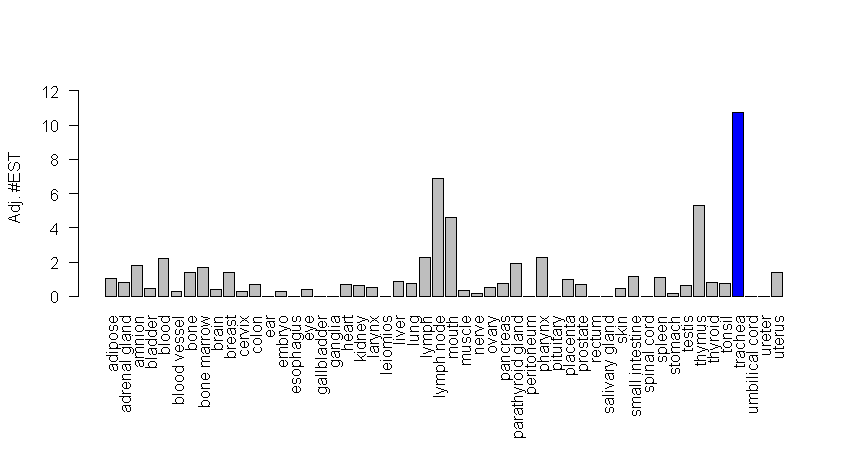 Adj. #EST
12
10
8
6
4
2
0
adipose
adrenal gland
amnion
bladder
blood
blood vessel
bone
bone marrow
brain
breast
cervix
colon
ear
embryo
esophagus
eye
gallbladder
ganglia
heart
kidney
larynx
leiomios
liver
lung
lymph
lymph node
mouth
muscle
nerve
ovary
pancreas
parathyroid gland
peritoneum
pharynx
pituitary
placenta
prostate
rectum
salivary gland
skin
small intestine
spinal cord
spleen
stomach
testis
thymus
thyroid
tonsil
trachea
umbilical cord
ureter
uterus